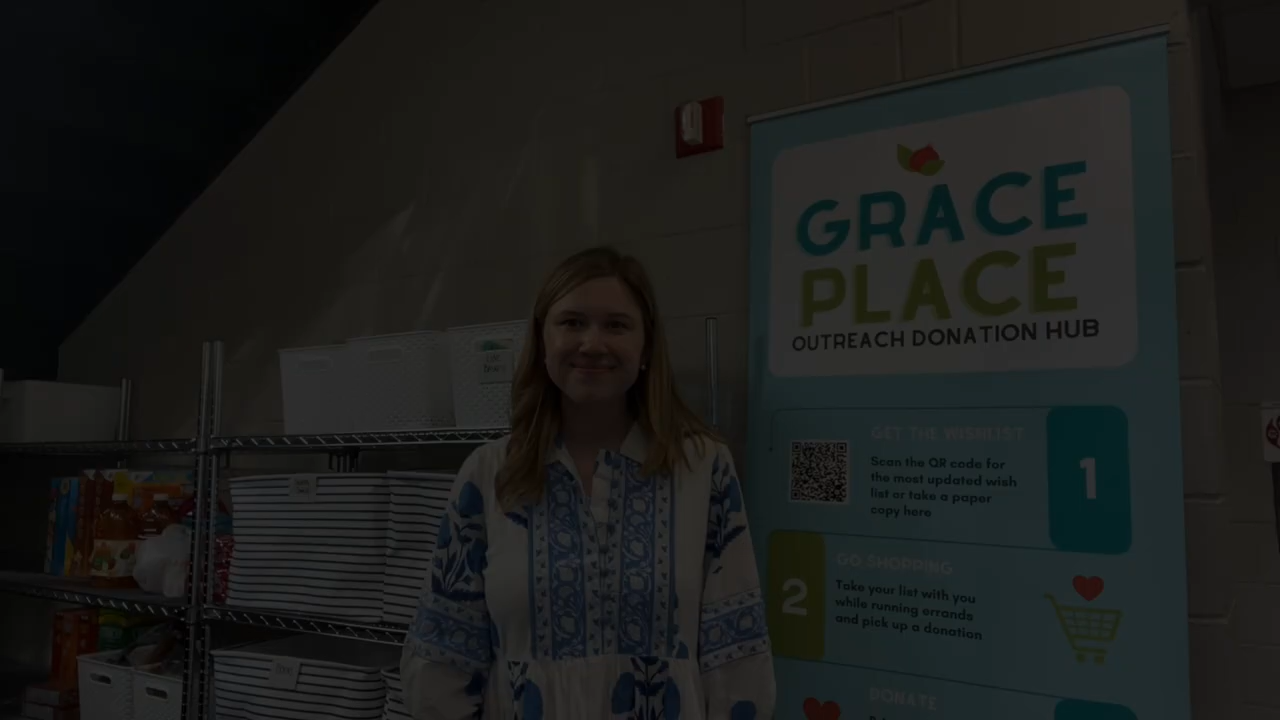 GRACE
PLACE
OUTREACH DONATION HUB
GET THE WISHLIST
Scan the QR code for
the most updated wish
list or take a paper
copy here
1
GO SHOPPING
2
Take your list with you
while running errands
and pick up a donation
DONATE